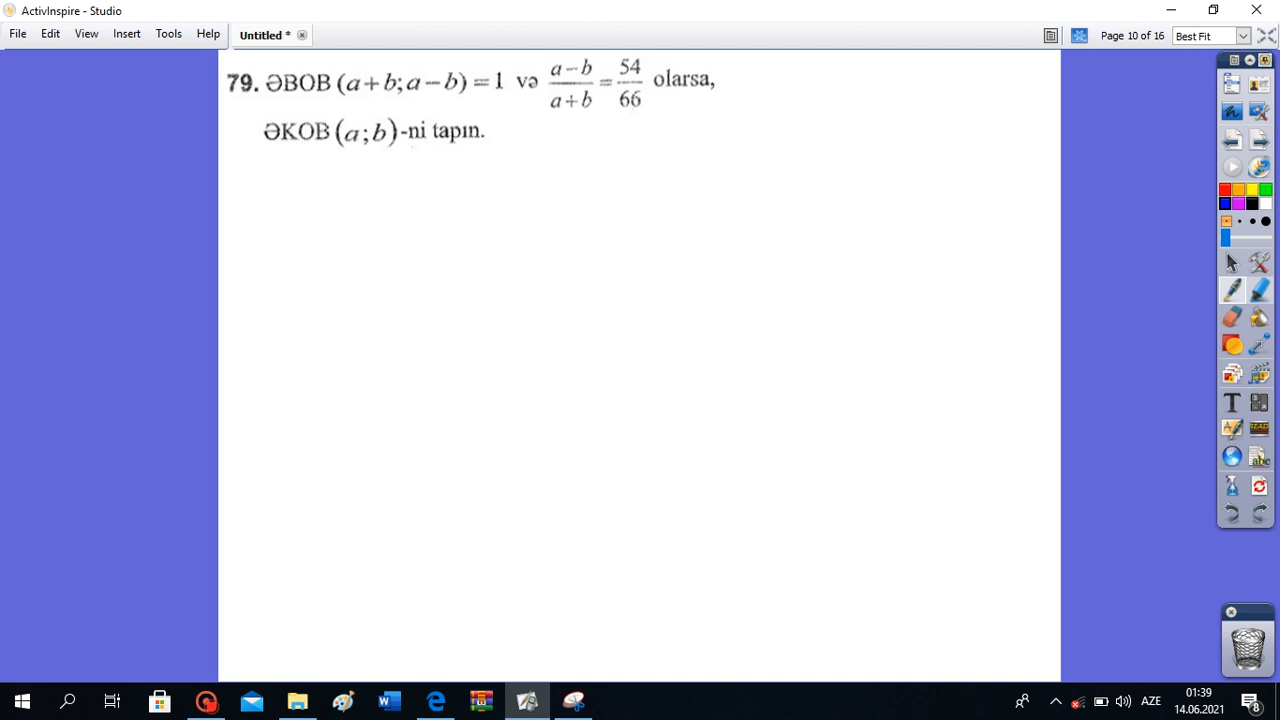 ActivInspire - Studio
File Edit View Insert Tools Help Untitled * Page 10 of 16 Best Fit
79. ƏBOB (a+b; a−b) = 1 və (a−b)/(a+b) = 54/66 olarsa,
ƏKOB (a; b)-ni tapın.
AZE 01:39
14.06.2021 8